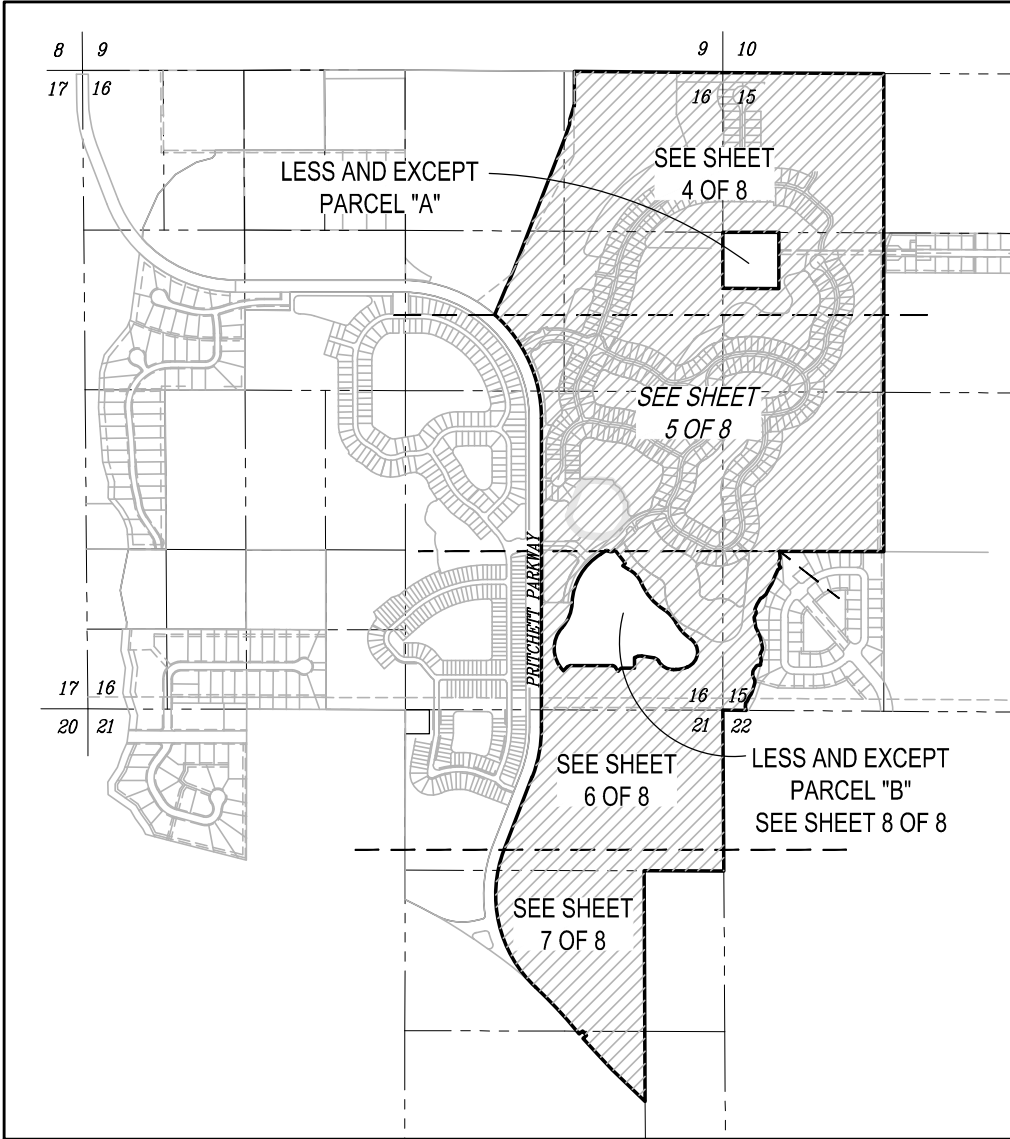 8 9
9 10
17 16
16 15
SEE SHEET
4 OF 8
LESS AND EXCEPT
PARCEL "A"
SEE SHEET
5 OF 8
PRITCHETT PARKWAY
17 16
20 21
16 15
21 22
SEE SHEET
6 OF 8
LESS AND EXCEPT
PARCEL "B"
SEE SHEET 8 OF 8
SEE SHEET
7 OF 8